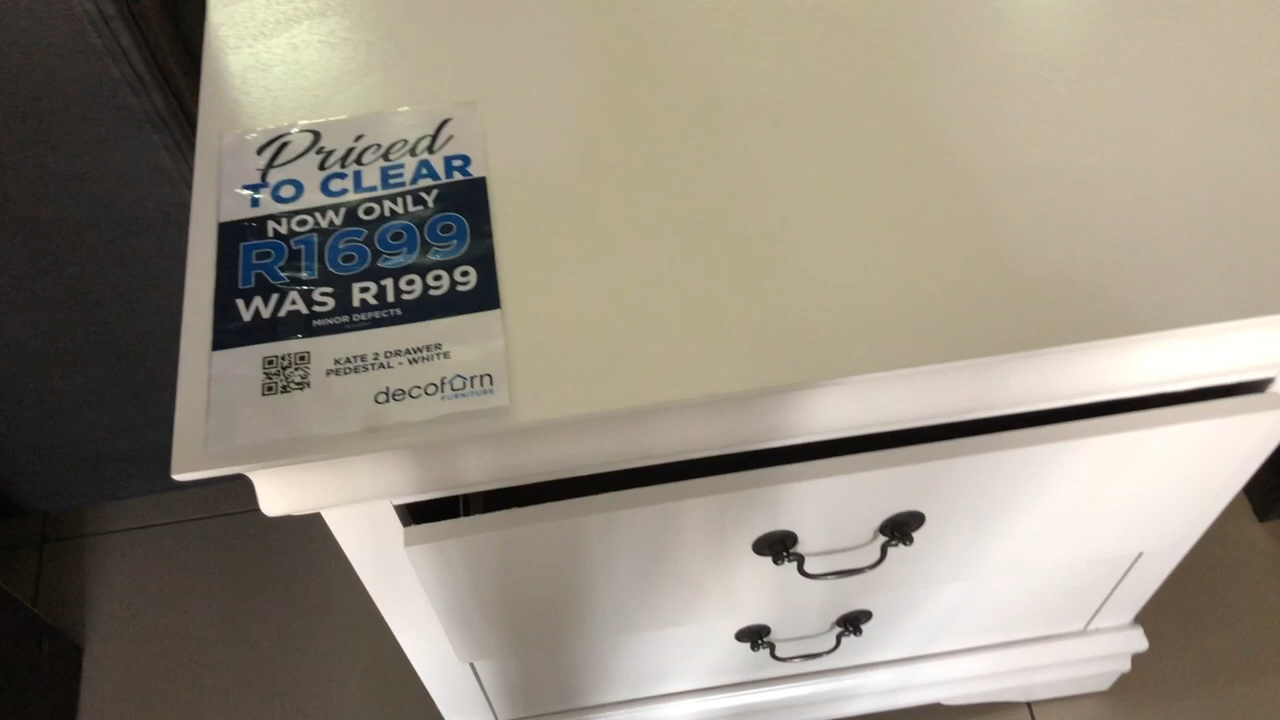 Priced
TO CLEAR
NOW ONLY
R1699
WAS R1999
MINOR DEFECTS
KATE 2 DRAWER
PEDESTAL - WHITE
decofurn
FURNITURE